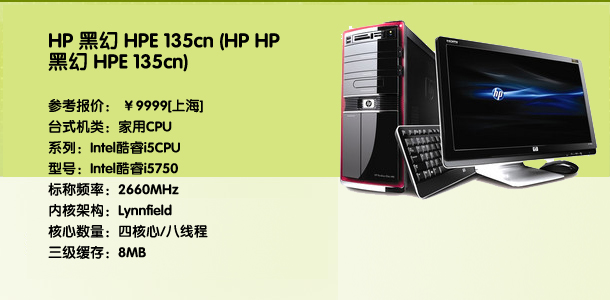 HP 黑幻 HPE 135cn (HP HP
黑幻 HPE 135cn)
参考报价：￥9999[上海]
台式机类：家用CPU
系列：Intel酷睿i5CPU
型号：Intel酷睿i5750
标称频率：2660MHz
内核架构：Lynnfield
核心数量：四核心/八线程
三级缓存：8MB
hp
hp